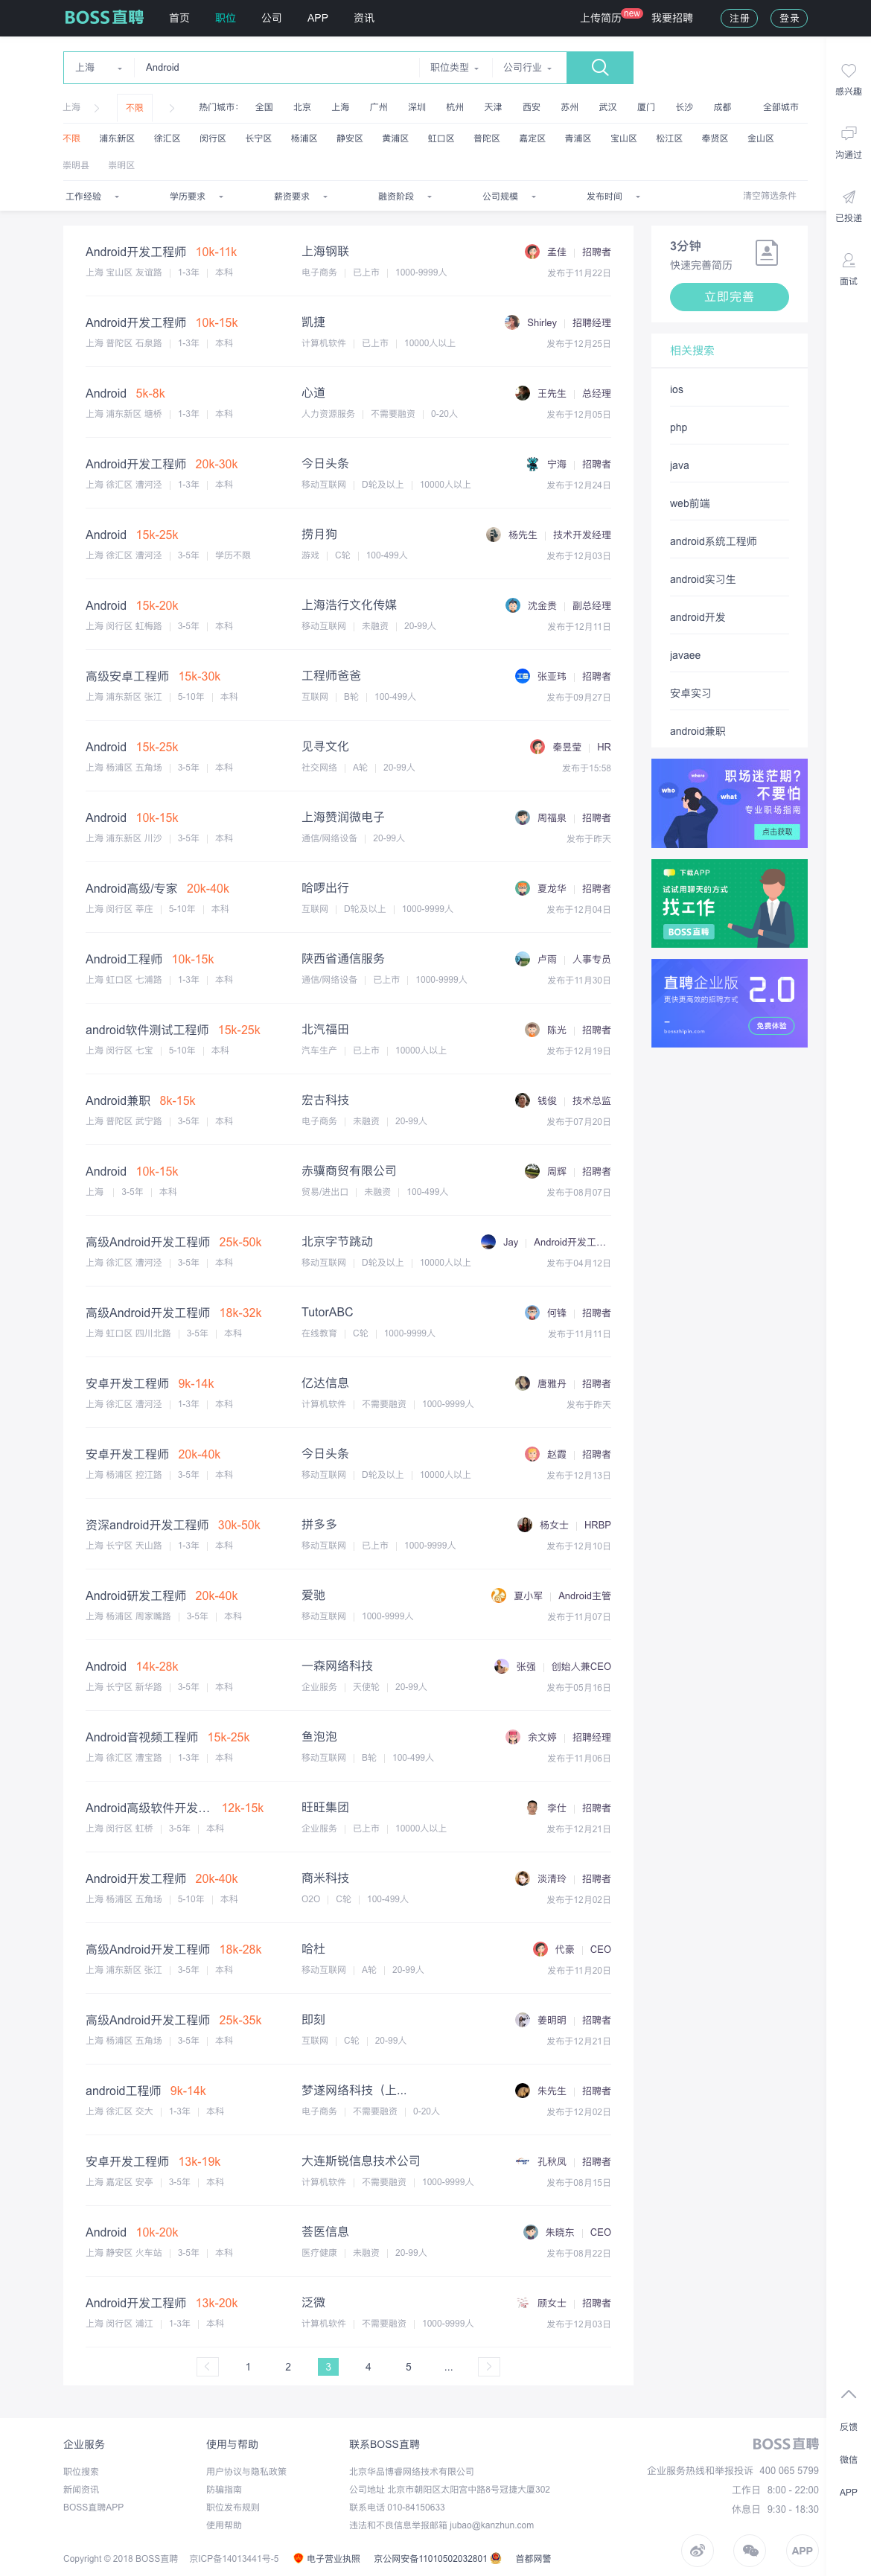 BOSS直聘 首页 职位 公司 APP 资讯 上传简历 new 我要招聘 注册 登录
上海 Android 职位类型 公司行业
上海 不限 热门城市： 全国 北京 上海 广州 深圳 杭州 天津 西安 苏州 武汉 厦门 长沙 成都 全部城市
不限 浦东新区 徐汇区 闵行区 长宁区 杨浦区 静安区 黄浦区 虹口区 普陀区 嘉定区 青浦区 宝山区 松江区 奉贤区 金山区
崇明县 崇明区
工作经验 学历要求 薪资要求 融资阶段 公司规模 发布时间 清空筛选条件
感兴趣
沟通过
已投递
面试
Android开发工程师 10k-11k 上海钢联 孟佳 招聘者
上海 宝山区 友谊路 1-3年 本科 电子商务 已上市 1000-9999人 发布于11月22日
Android开发工程师 10k-15k 凯捷 Shirley 招聘经理
上海 普陀区 石泉路 1-3年 本科 计算机软件 已上市 10000人以上 发布于12月25日
Android 5k-8k 心道 王先生 总经理
上海 浦东新区 塘桥 1-3年 本科 人力资源服务 不需要融资 0-20人 发布于12月05日
Android开发工程师 20k-30k 今日头条 宁海 招聘者
上海 徐汇区 漕河泾 1-3年 本科 移动互联网 D轮及以上 10000人以上 发布于12月24日
Android 15k-25k 捞月狗 杨先生 技术开发经理
上海 徐汇区 漕河泾 3-5年 学历不限 游戏 C轮 100-499人 发布于12月03日
Android 15k-20k 上海浩行文化传媒 沈金贵 副总经理
上海 闵行区 虹梅路 3-5年 本科 移动互联网 未融资 20-99人 发布于12月11日
高级安卓工程师 15k-30k 工程师爸爸 张亚玮 招聘者
上海 浦东新区 张江 5-10年 本科 互联网 B轮 100-499人 发布于09月27日
Android 15k-25k 见寻文化 秦昱莹 HR
上海 杨浦区 五角场 3-5年 本科 社交网络 A轮 20-99人 发布于15:58
Android 10k-15k 上海赞润微电子 周福泉 招聘者
上海 浦东新区 川沙 3-5年 本科 通信/网络设备 20-99人 发布于昨天
Android高级/专家 20k-40k 哈啰出行 夏龙华 招聘者
上海 闵行区 莘庄 5-10年 本科 互联网 D轮及以上 1000-9999人 发布于12月04日
Android工程师 10k-15k 陕西省通信服务 卢雨 人事专员
上海 虹口区 七浦路 1-3年 本科 通信/网络设备 已上市 1000-9999人 发布于11月30日
android软件测试工程师 15k-25k 北汽福田 陈光 招聘者
上海 闵行区 七宝 5-10年 本科 汽车生产 已上市 10000人以上 发布于12月19日
Android兼职 8k-15k 宏古科技 钱俊 技术总监
上海 普陀区 武宁路 3-5年 本科 电子商务 未融资 20-99人 发布于07月20日
Android 10k-15k 赤骥商贸有限公司 周辉 招聘者
上海 3-5年 本科 贸易/进出口 未融资 100-499人 发布于08月07日
高级Android开发工程师 25k-50k 北京字节跳动 Jay Android开发工...
上海 徐汇区 漕河泾 3-5年 本科 移动互联网 D轮及以上 10000人以上 发布于04月12日
高级Android开发工程师 18k-32k TutorABC 何锋 招聘者
上海 虹口区 四川北路 3-5年 本科 在线教育 C轮 1000-9999人 发布于11月11日
安卓开发工程师 9k-14k 亿达信息 唐雅丹 招聘者
上海 徐汇区 漕河泾 1-3年 本科 计算机软件 不需要融资 1000-9999人 发布于昨天
安卓开发工程师 20k-40k 今日头条 赵霞 招聘者
上海 杨浦区 控江路 3-5年 本科 移动互联网 D轮及以上 10000人以上 发布于12月13日
资深android开发工程师 30k-50k 拼多多 杨女士 HRBP
上海 长宁区 天山路 1-3年 本科 移动互联网 已上市 1000-9999人 发布于12月10日
Android研发工程师 20k-40k 爱驰 夏小军 Android主管
上海 杨浦区 周家嘴路 3-5年 本科 移动互联网 1000-9999人 发布于11月07日
Android 14k-28k 一森网络科技 张强 创始人兼CEO
上海 长宁区 新华路 3-5年 本科 企业服务 天使轮 20-99人 发布于05月16日
Android音视频工程师 15k-25k 鱼泡泡 余文婷 招聘经理
上海 徐汇区 漕宝路 1-3年 本科 移动互联网 B轮 100-499人 发布于11月06日
Android高级软件开发... 12k-15k 旺旺集团 李仕 招聘者
上海 闵行区 虹桥 3-5年 本科 企业服务 已上市 10000人以上 发布于12月21日
Android开发工程师 20k-40k 商米科技 淡清玲 招聘者
上海 杨浦区 五角场 5-10年 本科 O2O C轮 100-499人 发布于12月02日
高级Android开发工程师 18k-28k 哈杜 代豪 CEO
上海 浦东新区 张江 3-5年 本科 移动互联网 A轮 20-99人 发布于11月20日
高级Android开发工程师 25k-35k 即刻 姜明明 招聘者
上海 杨浦区 五角场 3-5年 本科 互联网 C轮 20-99人 发布于12月21日
android工程师 9k-14k 梦遂网络科技（上... 朱先生 招聘者
上海 徐汇区 交大 1-3年 本科 电子商务 不需要融资 0-20人 发布于12月02日
安卓开发工程师 13k-19k 大连斯锐信息技术公司 孔秋凤 招聘者
上海 嘉定区 安亭 3-5年 本科 计算机软件 不需要融资 1000-9999人 发布于08月15日
Android 10k-20k 荟医信息 朱晓东 CEO
上海 静安区 火车站 3-5年 本科 医疗健康 未融资 20-99人 发布于08月22日
Android开发工程师 13k-20k 泛微 顾女士 招聘者
上海 闵行区 浦江 1-3年 本科 计算机软件 不需要融资 1000-9999人 发布于12月03日
1 2 3 4 5 ...
3分钟
快速完善简历
立即完善
相关搜索
ios
php
java
web前端
android系统工程师
android实习生
android开发
javaee
安卓实习
android兼职
职场迷茫期？
不要怕
专业职场指南
点击获取
who where what
下载APP
试试用聊天的方式
找工作
BOSS直聘
直聘企业版 2.0
更快更高效的招聘方式
免费体验
反馈
微信
APP
企业服务 使用与帮助 联系BOSS直聘 BOSS直聘
职位搜索 用户协议与隐私政策 北京华品博睿网络技术有限公司 企业服务热线和举报投诉 400 065 5799
新闻资讯 防骗指南 公司地址 北京市朝阳区太阳宫中路8号冠捷大厦302 工作日 8:00 - 22:00
BOSS直聘APP 职位发布规则 联系电话 010-84150633 休息日 9:30 - 18:30
使用帮助 违法和不良信息举报邮箱 jubao@kanzhun.com
APP
Copyright © 2018 BOSS直聘 京ICP备14013441号-5 电子营业执照 京公网安备11010502032801 首都网警